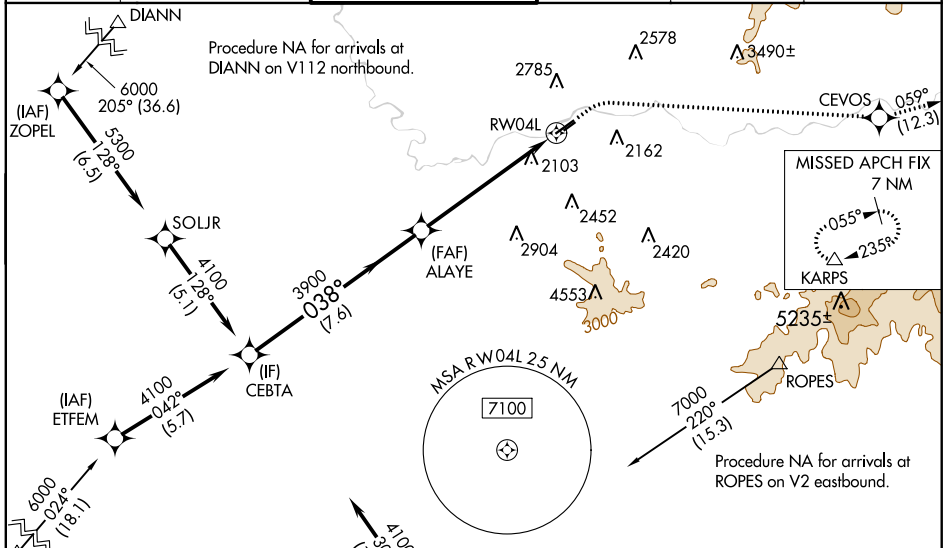 DIANN
Procedure NA for arrivals at
DIANN on V112 northbound.
6000
205° (36.6)
(IAF)
ZOPEL
5300
128°
(6.5)
SOLJR
4100
128°
(5.1)
(IF)
CEBTA
(IAF)
ETFEM
4100
042°
(5.7)
6000
024°
(18.1)
3900
038°
(7.6)
(FAF)
ALAYE
RW04L
2785
2578
3490±
2103
2162
2452
2904
2420
4553
3000
CEVOS
059°
(12.3)
MISSED APCH FIX
7 NM
055°
235°
KARPS
5235±
ROPES
7000
220°
(15.3)
Procedure NA for arrivals at
ROPES on V2 eastbound.
MSA RW04L 25 NM
7100
4100